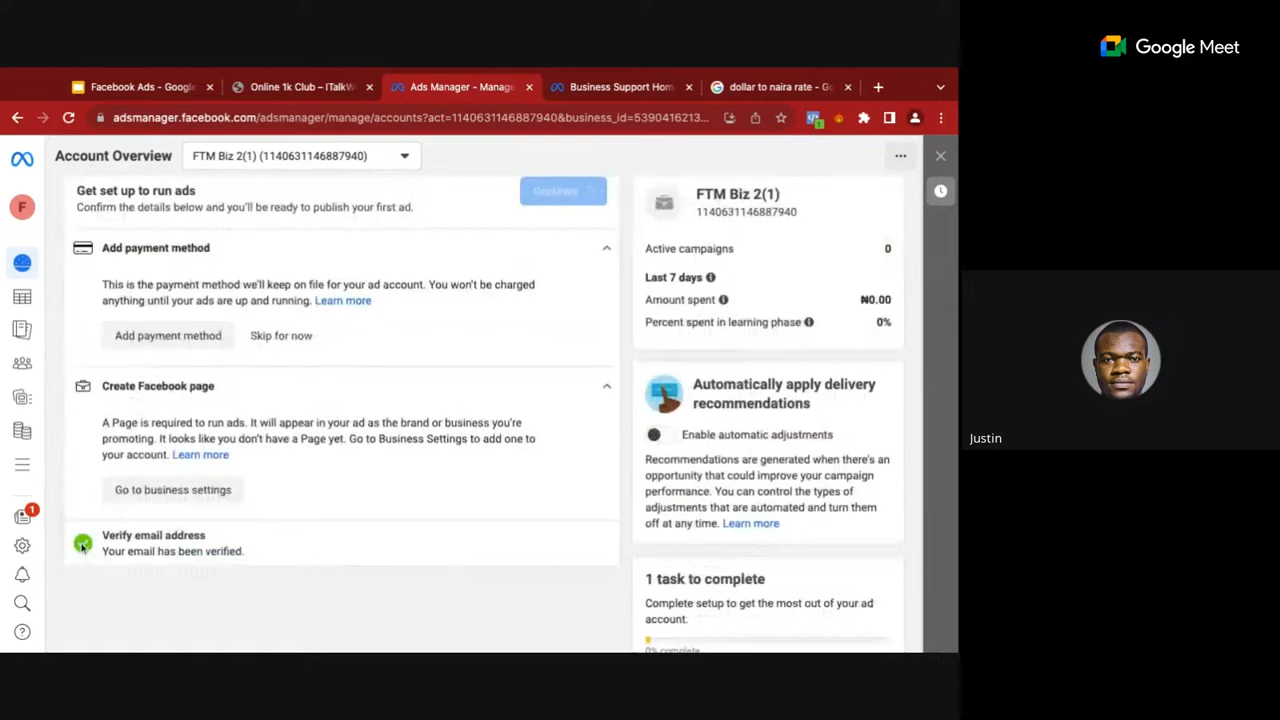 Google Meet
Facebook Ads - Google
Online 1k Club – ITalkW
Ads Manager - Manage
Business Support Hom
dollar to naira rate - Go
adsmanager.facebook.com/adsmanager/manage/accounts?act=1140631146887940&business_id=5390416213...
Account Overview
FTM Biz 2(1) (1140631146887940)
F
1
Get set up to run ads
Continue
Confirm the details below and you'll be ready to publish your first ad.
Add payment method
This is the payment method we'll keep on file for your ad account. You won't be charged
anything until your ads are up and running. Learn more
Add payment method
Skip for now
Create Facebook page
A Page is required to run ads. It will appear in your ad as the brand or business you're
promoting. It looks like you don't have a Page yet. Go to Business Settings to add one to
your account. Learn more
Go to business settings
Verify email address
Your email has been verified.
FTM Biz 2(1)
1140631146887940
Active campaigns 0
Last 7 days
Amount spent ₦0.00
Percent spent in learning phase 0%
Automatically apply delivery
recommendations
Enable automatic adjustments
Recommendations are generated when there's an
opportunity that could improve your campaign
performance. You can control the types of
adjustments that are automated and turn them
off at any time. Learn more
1 task to complete
Complete setup to get the most out of your ad
account.
0% complete
Justin